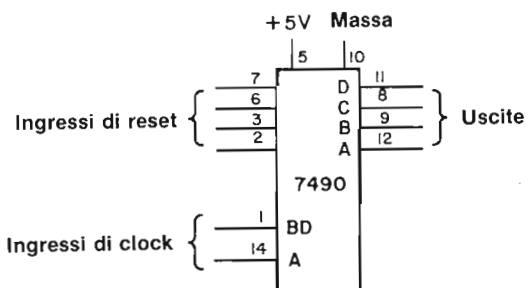 +5V Massa
5 10
7 D 11
6 C 8
Ingressi di reset 3 B 9 Uscite
2 A 12
7490
1 BD
Ingressi di clock
14 A